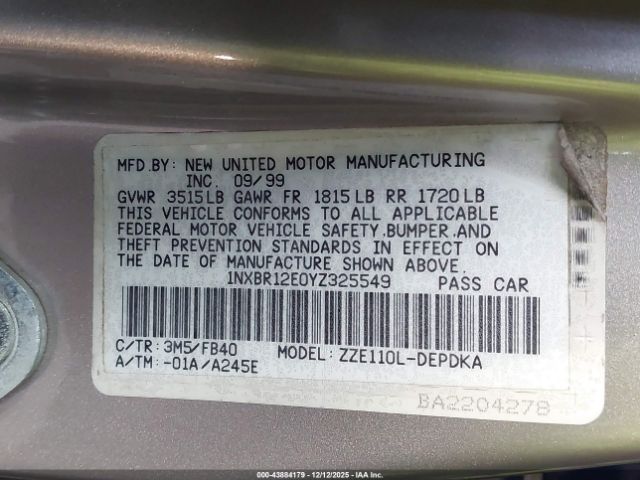 MFD.BY: NEW UNITED MOTOR MANUFACTURING
INC. 09/99
GVWR 3515LB GAWR FR 1815LB RR 1720LB
THIS VEHICLE CONFORMS TO ALL APPLICABLE
FEDERAL MOTOR VEHICLE SAFETY.BUMPER.AND
THEFT PREVENTION STANDARDS IN EFFECT ON
THE DATE OF MANUFACTURE SHOWN ABOVE.
1NXBR12E0YZ325549 PASS CAR
C/TR: 3M5/FB40 MODEL: ZZE110L-DEPDKA
A/TM: -01A/A245E
BA2204278
000-43884179 | 12/12/2025 - IAA Inc.